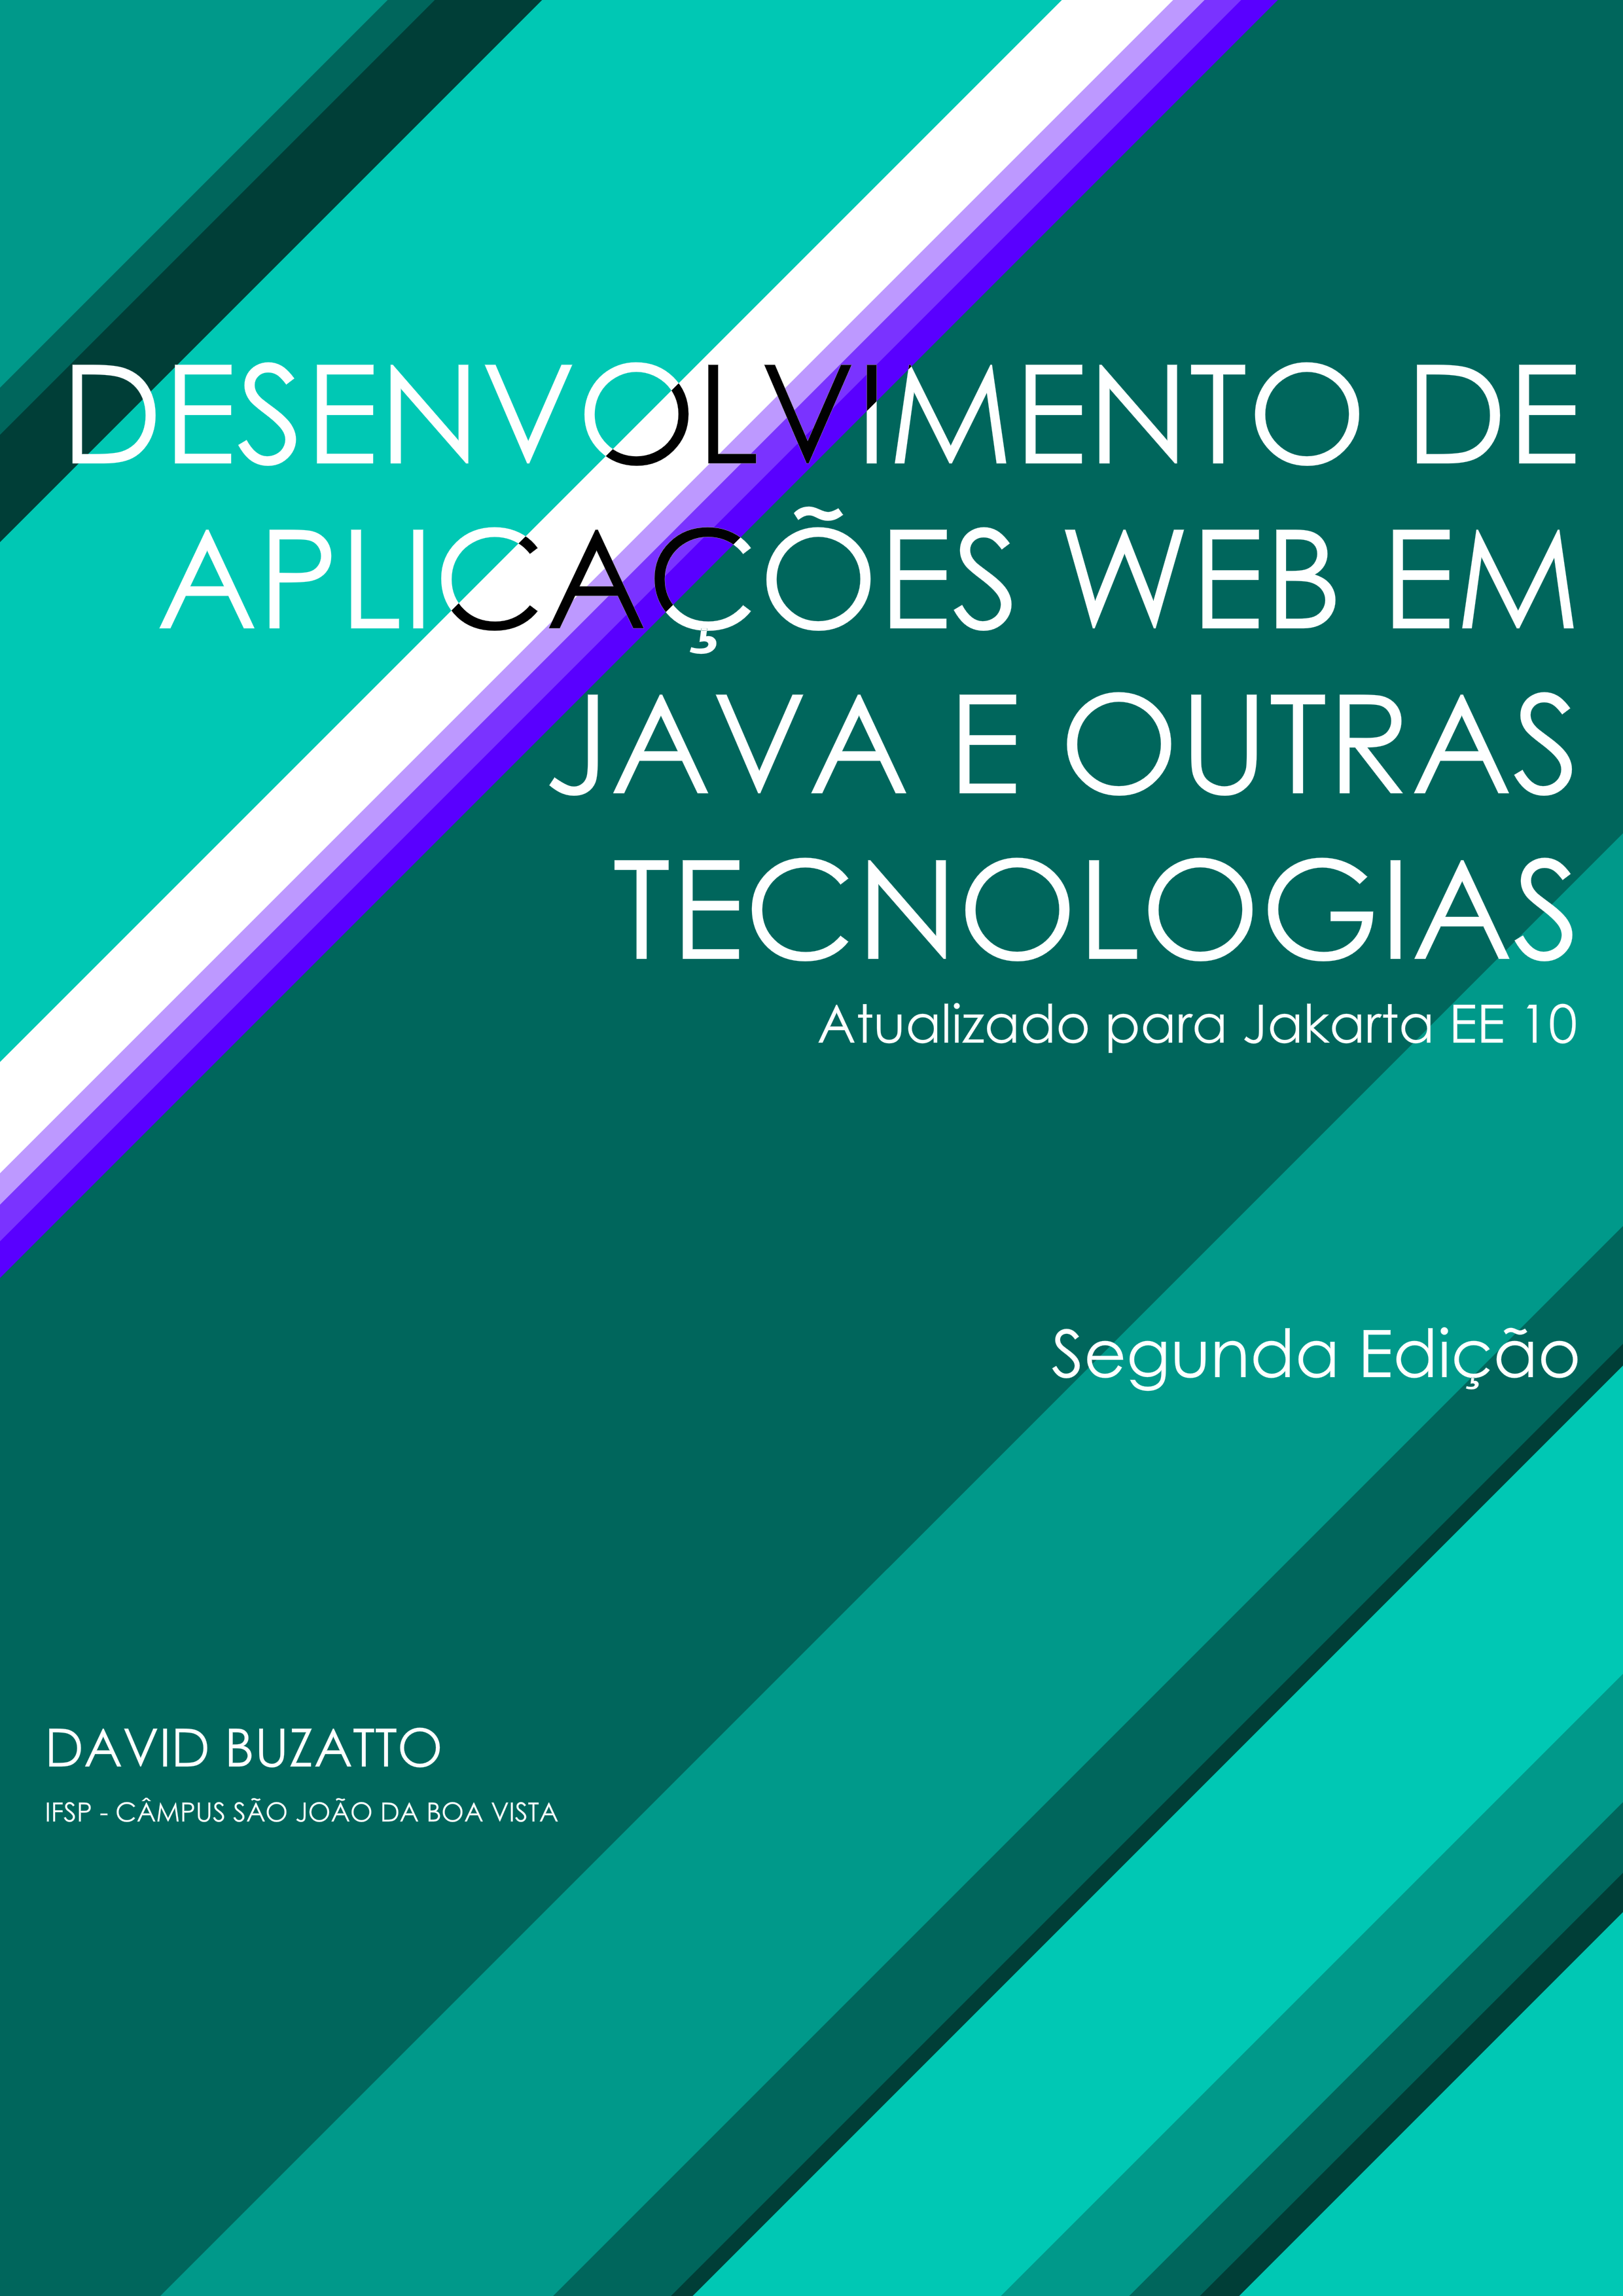 DESENVOLVIMENTO DE
APLICAÇÕES WEB EM
JAVA E OUTRAS
TECNOLOGIAS
Atualizado para Jakarta EE 10
Segunda Edição
DAVID BUZATTO
IFSP - CÂMPUS SÃO JOÃO DA BOA VISTA